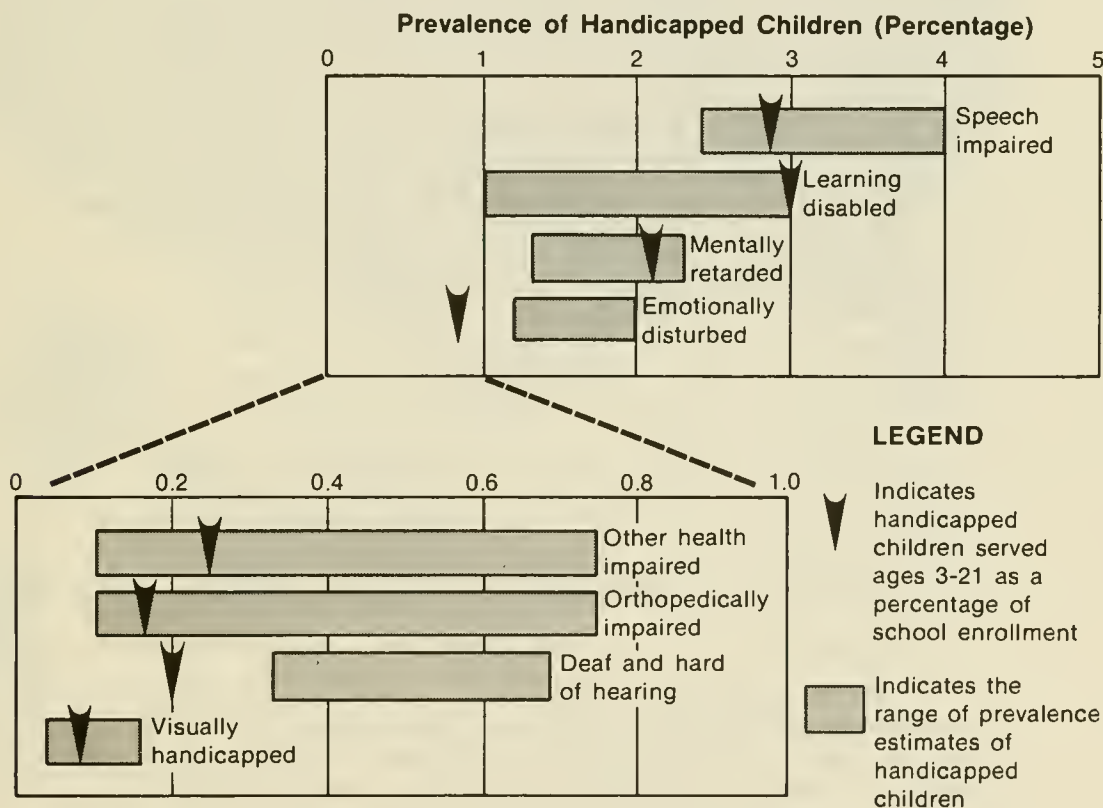 Prevalence of Handicapped Children (Percentage)
0 1 2 3 4 5
Speech
impaired
Learning
disabled
Mentally
retarded
Emotionally
disturbed
0 0.2 0.4 0.6 0.8 1.0
Other health
impaired
Orthopedically
impaired
Deaf and hard
of hearing
Visually
handicapped
LEGEND
Indicates
handicapped
children served
ages 3-21 as a
percentage of
school enrollment
Indicates the
range of prevalence
estimates of
handicapped
children